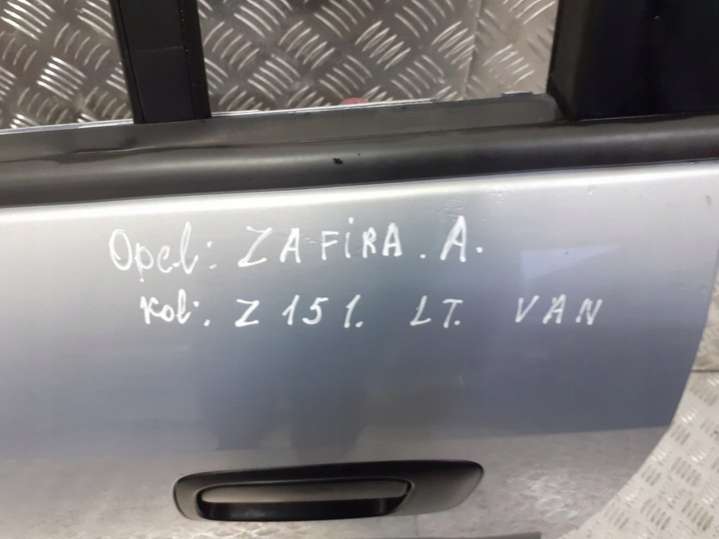 Opel: ZAFIRA. A.
Kol:. Z 151. LT. VAN